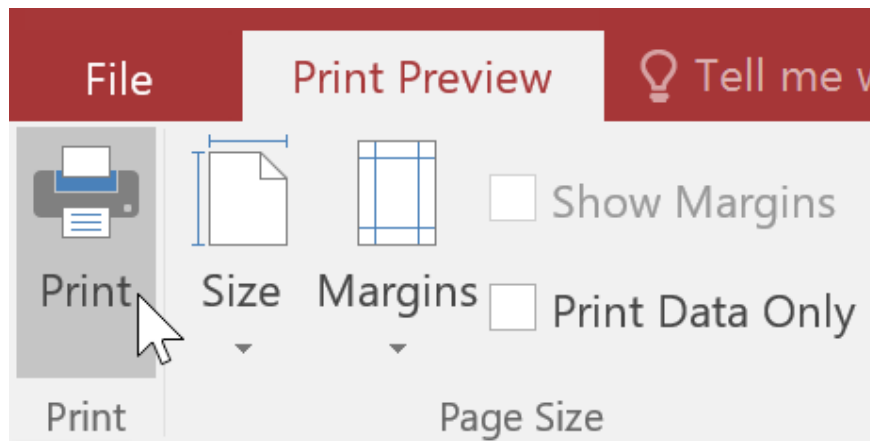 File Print Preview Tell me
Show Margins
Print Size Margins
Print Data Only
Print Page Size